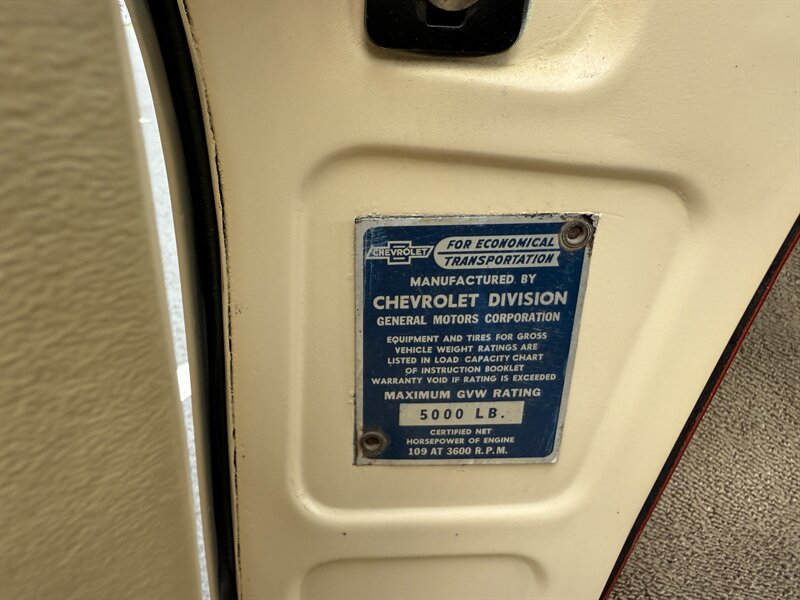 CHEVROLET
FOR ECONOMICAL
TRANSPORTATION
MANUFACTURED BY
CHEVROLET DIVISION
GENERAL MOTORS CORPORATION
EQUIPMENT AND TIRES FOR GROSS
VEHICLE WEIGHT RATINGS ARE
LISTED IN LOAD CAPACITY CHART
OF INSTRUCTION BOOKLET
WARRANTY VOID IF RATING IS EXCEEDED
MAXIMUM GVW RATING
5000 LB.
CERTIFIED NET
HORSEPOWER OF ENGINE
109 AT 3600 R.P.M.